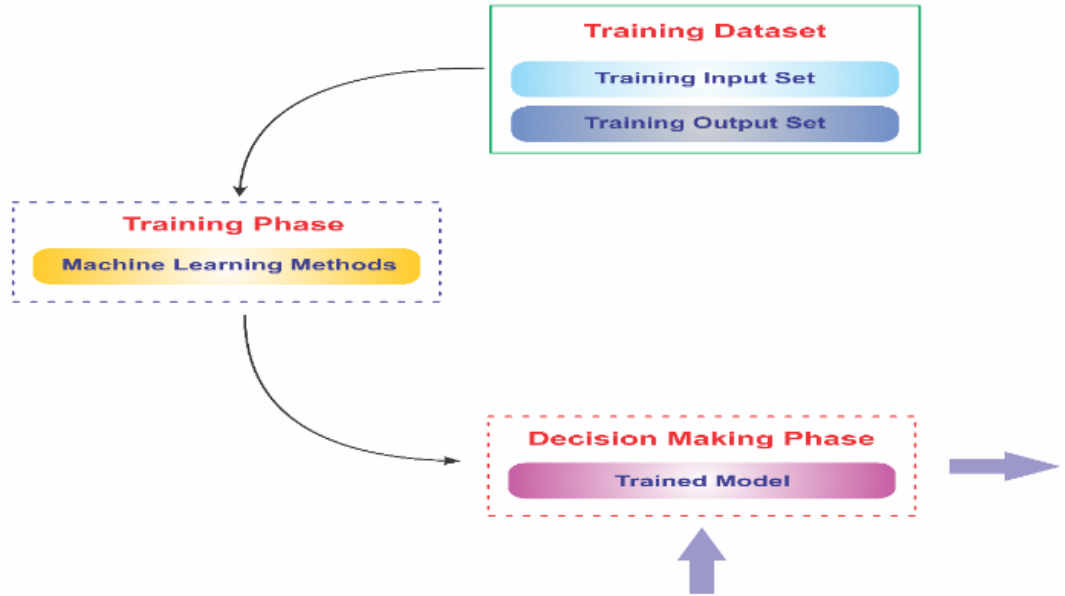 Training Dataset
Training Input Set
Training Output Set
Training Phase
Machine Learning Methods
Decision Making Phase
Trained Model